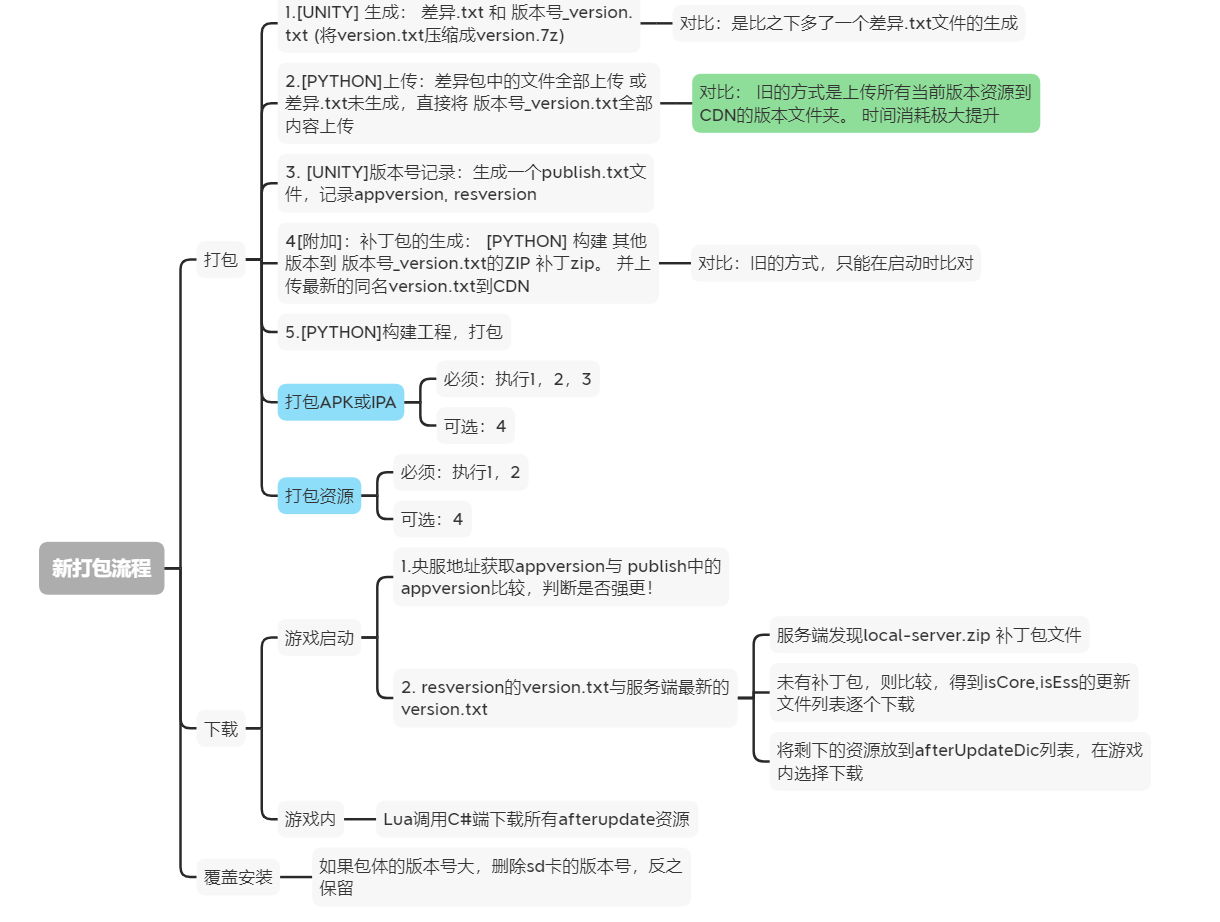 新打包流程
打包
1.[UNITY] 生成： 差异.txt 和 版本号_version.
txt (将version.txt压缩成version.7z)
对比：是比之下多了一个差异.txt文件的生成
2.[PYTHON]上传：差异包中的文件全部上传 或
差异.txt未生成，直接将 版本号_version.txt全部
内容上传
对比： 旧的方式是上传所有当前版本资源到
CDN的版本文件夹。 时间消耗极大提升
3. [UNITY]版本号记录：生成一个publish.txt文
件，记录appversion, resversion
4[附加]：补丁包的生成： [PYTHON] 构建 其他
版本到 版本号_version.txt的ZIP 补丁zip。 并上
传最新的同名version.txt到CDN
对比：旧的方式，只能在启动时比对
5.[PYTHON]构建工程，打包
打包APK或IPA
必须：执行1，2，3
可选：4
打包资源
必须：执行1，2
可选：4
下载
游戏启动
1.央服地址获取appversion与 publish中的
appversion比较，判断是否强更！
2. resversion的version.txt与服务端最新的
version.txt
服务端发现local-server.zip 补丁包文件
未有补丁包，则比较，得到isCore,isEss的更新
文件列表逐个下载
将剩下的资源放到afterUpdateDic列表，在游戏
内选择下载
游戏内
Lua调用C#端下载所有afterupdate资源
覆盖安装
如果包体的版本号大，删除sd卡的版本号，反之
保留